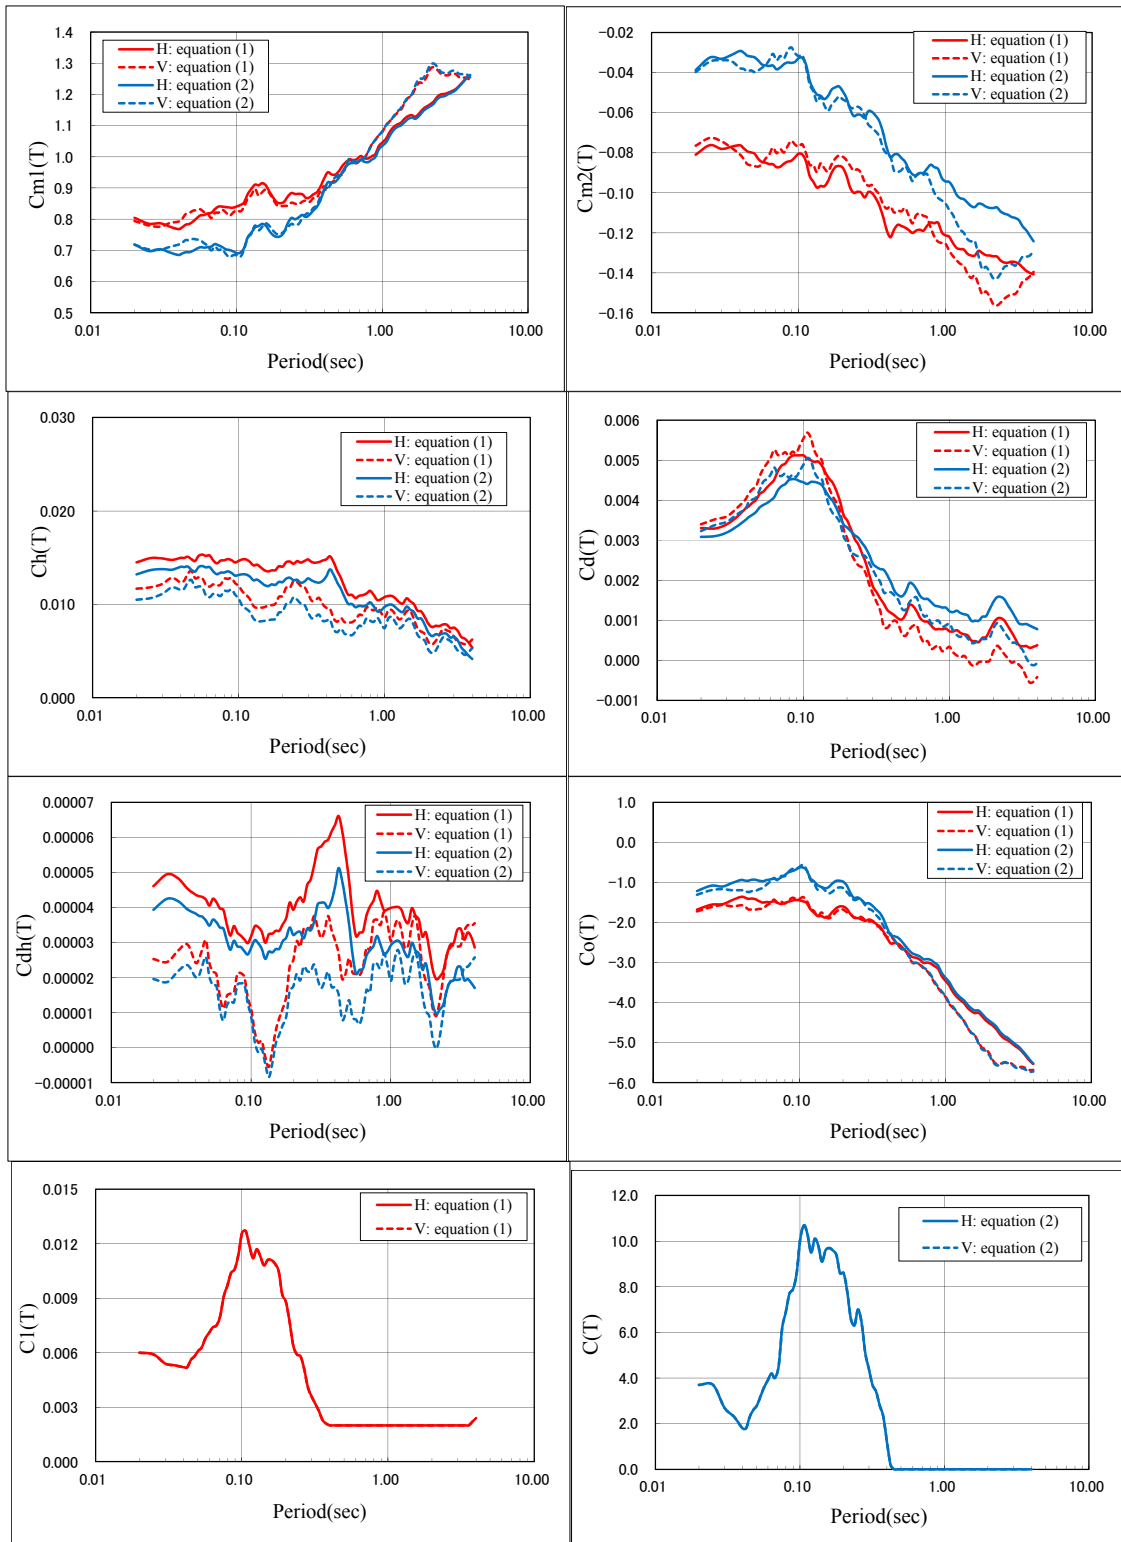 1.4
1.3
1.2
1.1
1.0
0.9
0.8
0.7
0.6
0.5
Cm1(T)
H: equation (1)
V: equation (1)
H: equation (2)
V: equation (2)
0.01
0.10
1.00
10.00
Period(sec)
−0.02
−0.04
−0.06
−0.08
−0.10
−0.12
−0.14
−0.16
Cm2(T)
H: equation (1)
V: equation (1)
H: equation (2)
V: equation (2)
0.01
0.10
1.00
10.00
Period(sec)
0.030
0.020
0.010
0.000
Ch(T)
H: equation (1)
V: equation (1)
H: equation (2)
V: equation (2)
0.01
0.10
1.00
10.00
Period(sec)
0.006
0.005
0.004
0.003
0.002
0.001
0.000
−0.001
Cd(T)
H: equation (1)
V: equation (1)
H: equation (2)
V: equation (2)
0.01
0.10
1.00
10.00
Period(sec)
0.00007
0.00006
0.00005
0.00004
0.00003
0.00002
0.00001
0.00000
−0.00001
Cdh(T)
H: equation (1)
V: equation (1)
H: equation (2)
V: equation (2)
0.01
0.10
1.00
10.00
Period(sec)
1.0
0.0
−1.0
−2.0
−3.0
−4.0
−5.0
−6.0
Co(T)
H: equation (1)
V: equation (1)
H: equation (2)
V: equation (2)
0.01
0.10
1.00
10.00
Period(sec)
0.015
0.012
0.009
0.006
0.003
0.000
C1(T)
H: equation (1)
V: equation (1)
0.01
0.10
1.00
10.00
Period(sec)
12.0
10.0
8.0
6.0
4.0
2.0
0.0
C(T)
H: equation (2)
V: equation (2)
0.01
0.10
1.00
10.00
Period(sec)